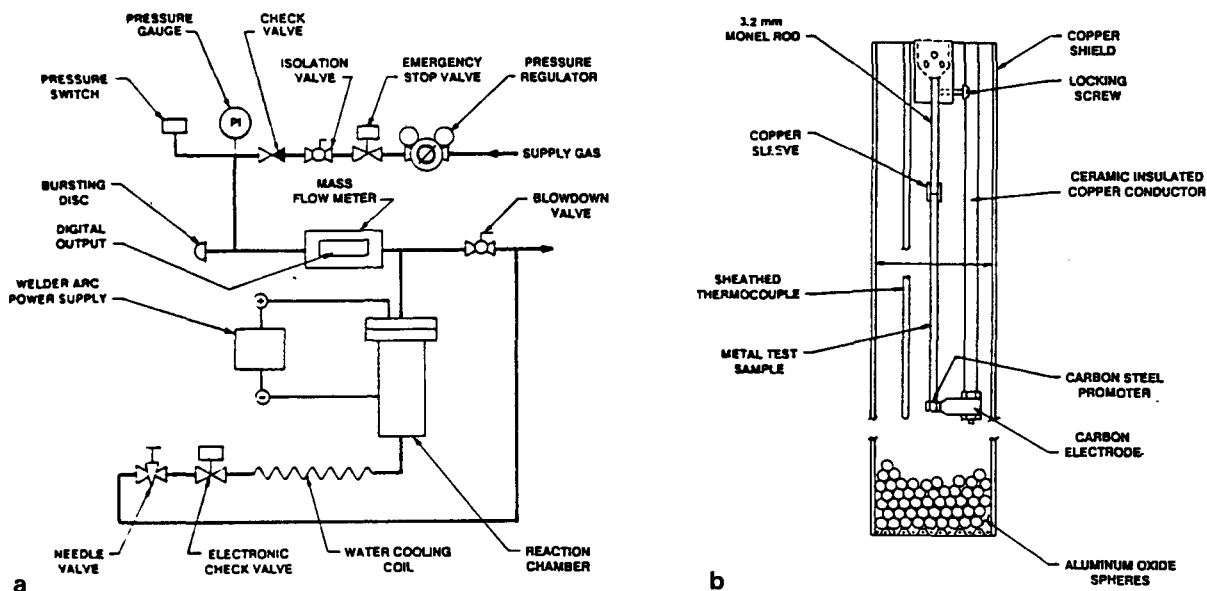 PRESSURE
GAUGE
CHECK
VALVE
ISOLATION
VALVE
EMERGENCY
STOP VALVE
PRESSURE
REGULATOR
PRESSURE
SWITCH
PI
SUPPLY GAS
BURSTING
DISC
MASS
FLOW METER
BLOWDOWN
VALVE
DIGITAL
OUTPUT
WELDER ARC
POWER SUPPLY
+
−
NEEDLE
VALVE
ELECTRONIC
CHECK VALVE
WATER COOLING
COIL
REACTION
CHAMBER
a
3.2 mm
MONEL ROD
COPPER
SHIELD
LOCKING
SCREW
COPPER
SLEEVE
CERAMIC INSULATED
COPPER CONDUCTOR
SHEATHED
THERMOCOUPLE
METAL TEST
SAMPLE
CARBON STEEL
PROMOTER
CARBON
ELECTRODE
ALUMINUM OXIDE
SPHERES
b